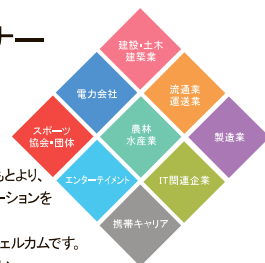 ナー
建設・土木
建築業
電力会社
流通業
運送業
スポーツ
協会・団体
農林
水産業
製造業
もとより、
エンターテイメント
IT関連企業
ーションを
携帯キャリア
ェルカムです。